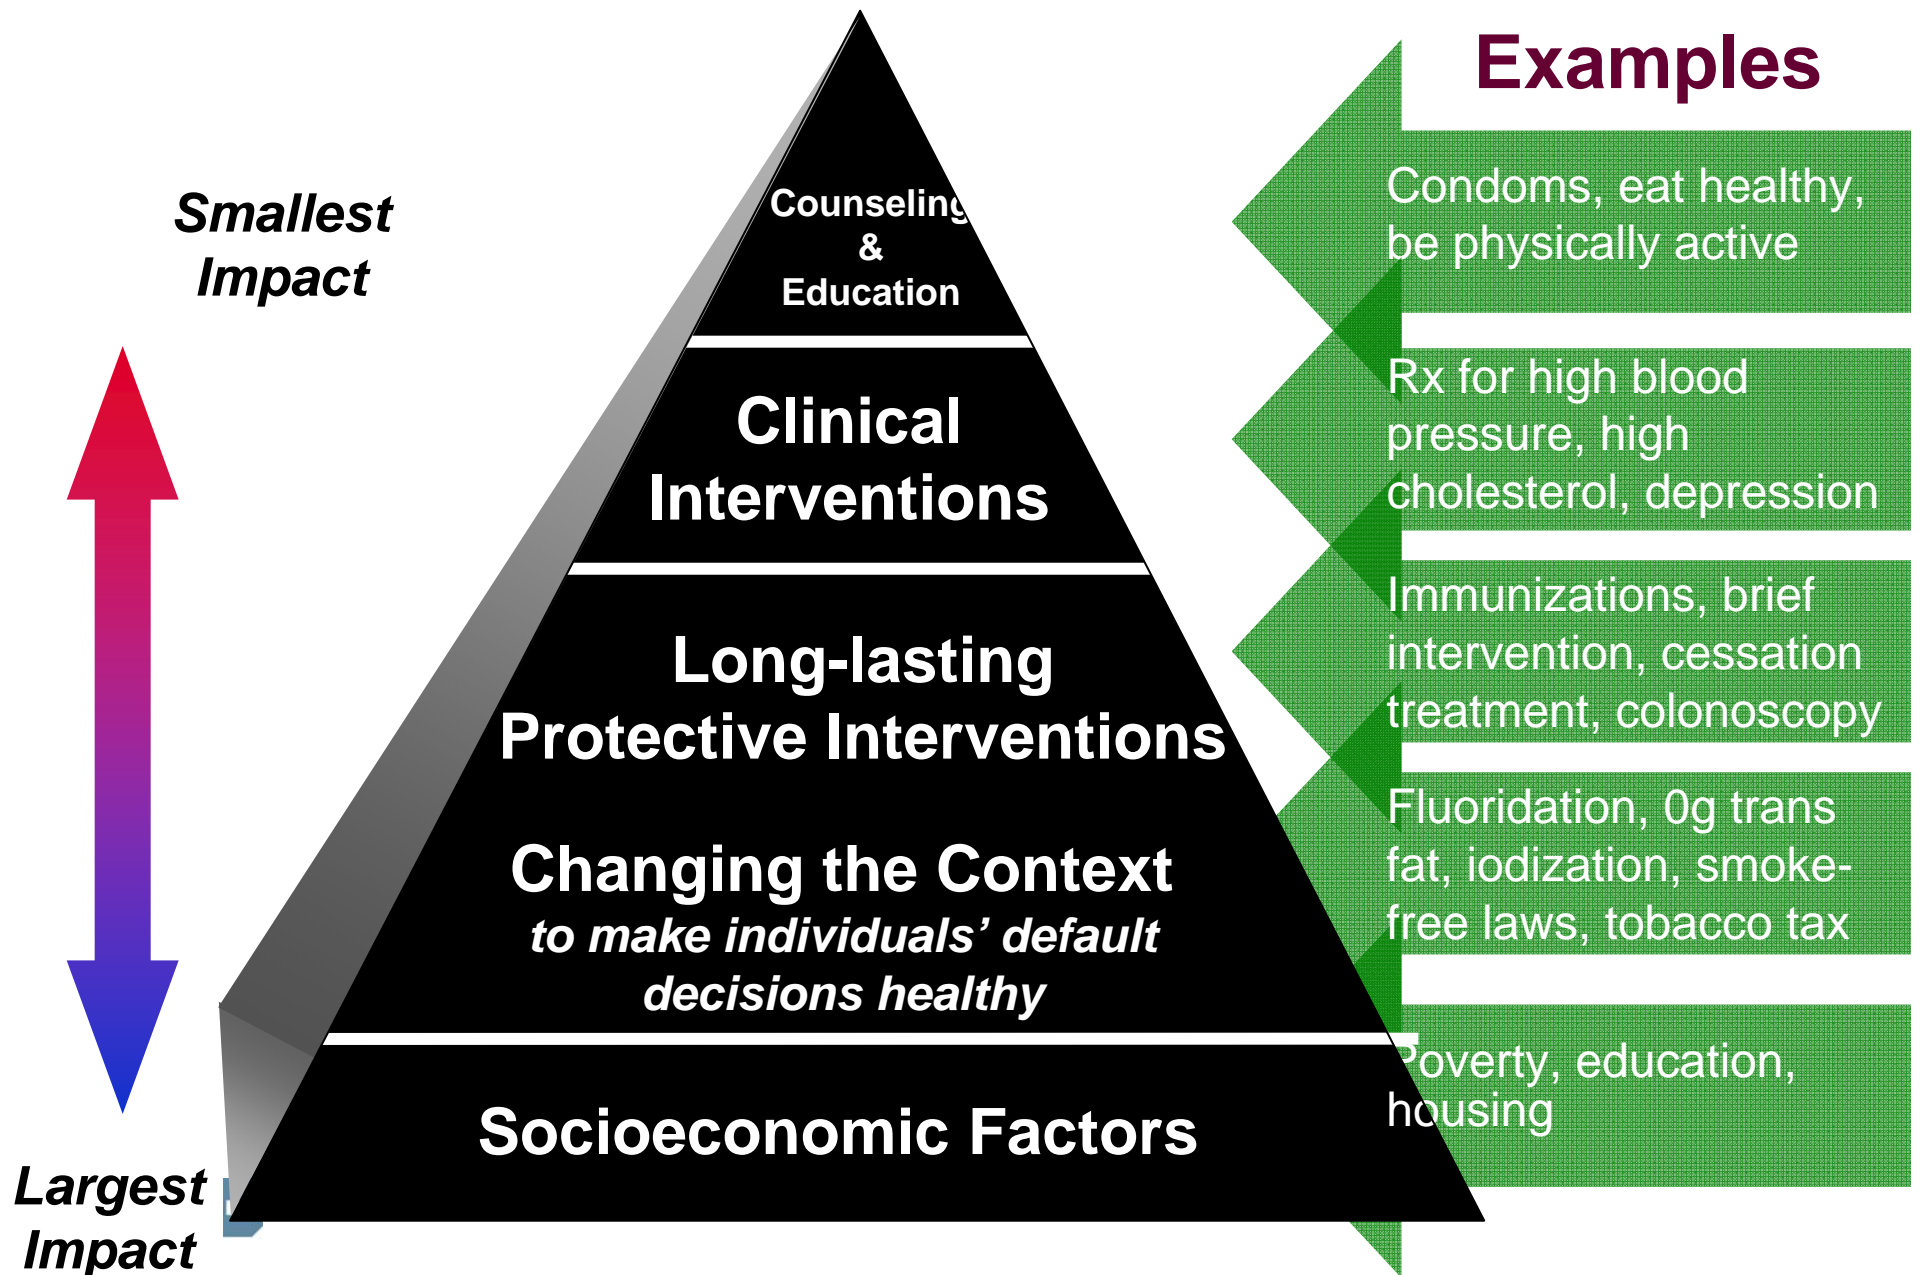 Examples
Smallest
Impact
Counseling
&
Education
Condoms, eat healthy,
be physically active
Clinical
Interventions
Rx for high blood
pressure, high
cholesterol, depression
Long-lasting
Protective Interventions
Immunizations, brief
intervention, cessation
treatment, colonoscopy
Changing the Context
to make individuals’ default
decisions healthy
Fluoridation, 0g trans
fat, iodization, smoke-
free laws, tobacco tax
Socioeconomic Factors
Poverty, education,
housing
Largest
Impact